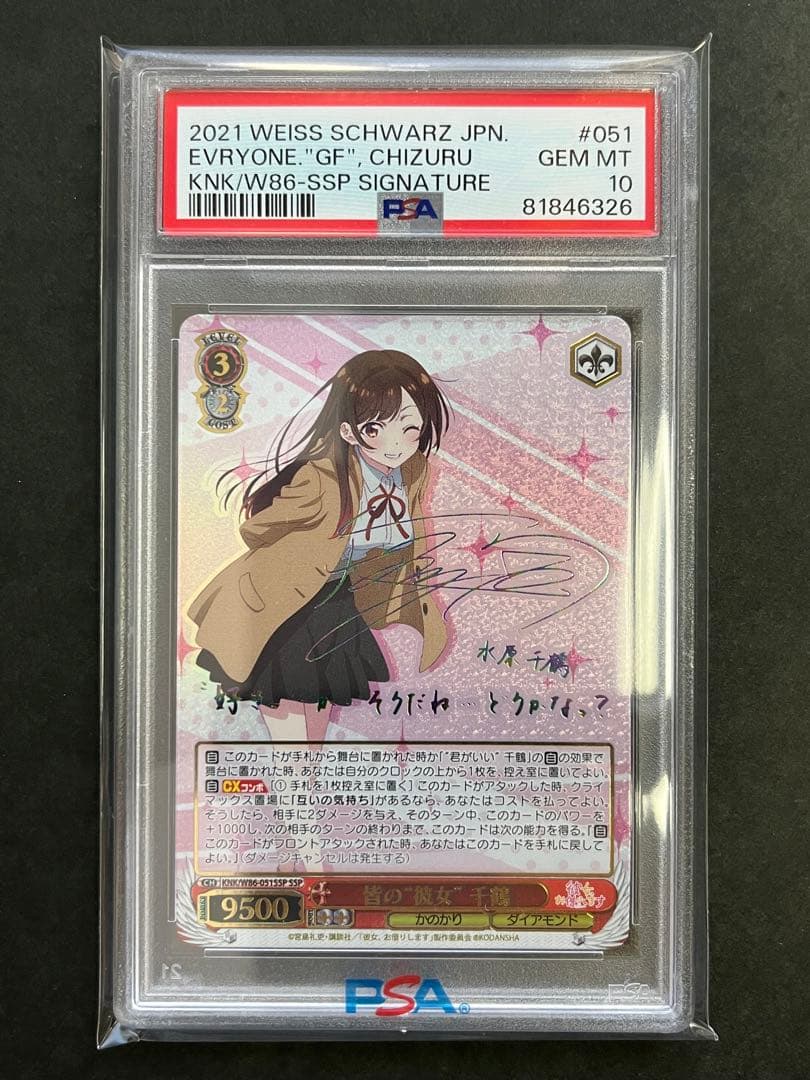 2021 WEISS SCHWARZ JPN. #051
EVRYONE."GF", CHIZURU GEM MT
KNK/W86-SSP SIGNATURE 10
PSA 81846326
LEVEL
3
2
COST
水原 千鶴
そうだね…どうかなっ?
自 このカードが手札から舞台に置かれた時か「“君がいい” 千鶴」の自の効果で
舞台に置かれた時、あなたは自分のクロックの上から1枚を、控え室に置いてよい。
自 CXコンボ [① 手札を1枚控え室に置く] このカードがアタックした時、クライ
マックス置場に「互いの気持ち」があるなら、あなたはコストを払ってよい。
そうしたら、相手に2ダメージを与え、そのターン中、このカードのパワーを
+1000し、次の相手のターンの終わりまで、このカードは次の能力を得る。『自
このカードがフロントアタックされた時、あなたはこのカードを手札に戻し
てよい。』(ダメージキャンセルは発生する)
CH KNK/W86-051SSP SSP
皆の“彼女” 千鶴
POWER 9500
かのかり ダイアモンド
©宮島礼吏・講談社／「彼女、お借りします」製作委員会 ®KODANSHA
PSA